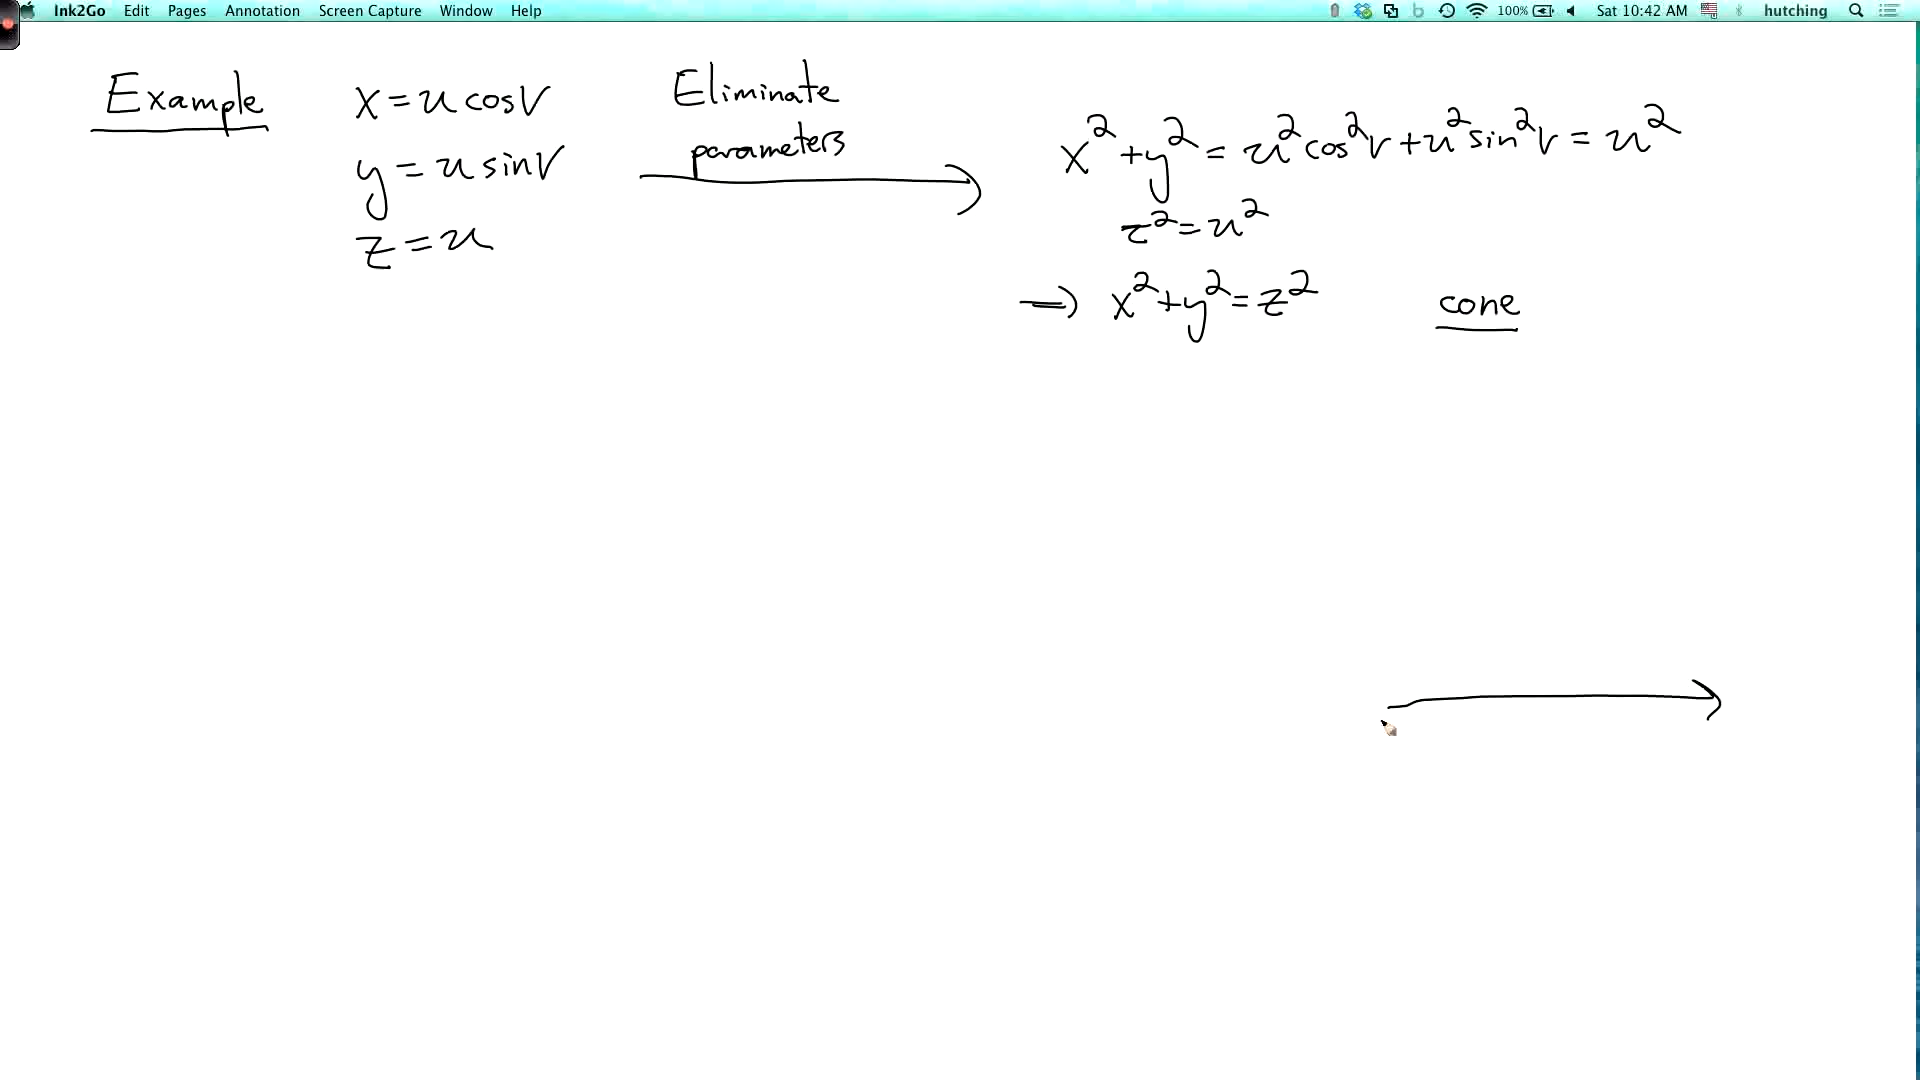 Ink2Go Edit Pages Annotation Screen Capture Window Help 100% Sat 10:42 AM hutching
Example
x = u cos v
y = u sin v
z = u
Eliminate
parameters
x² + y² = u² cos² v + u² sin² v = u²
z² = u²
⇒ x² + y² = z²
cone